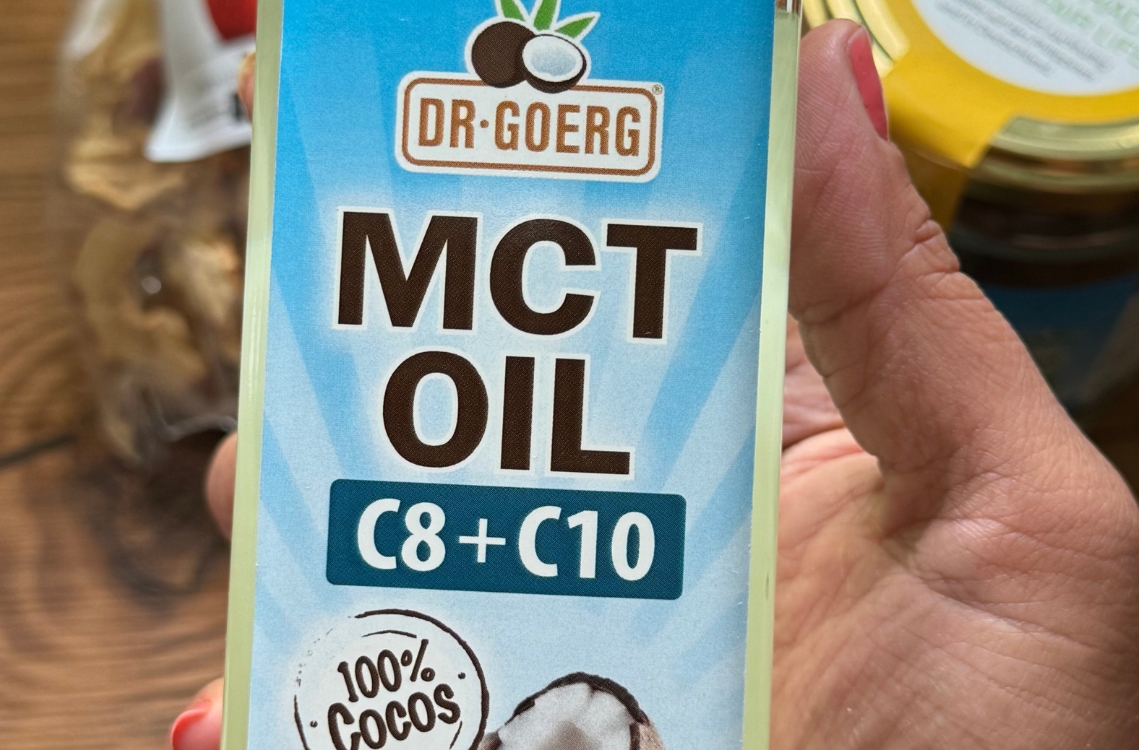 DR·GOERG®
MCT
OIL
C8+C10
100%
COCOS